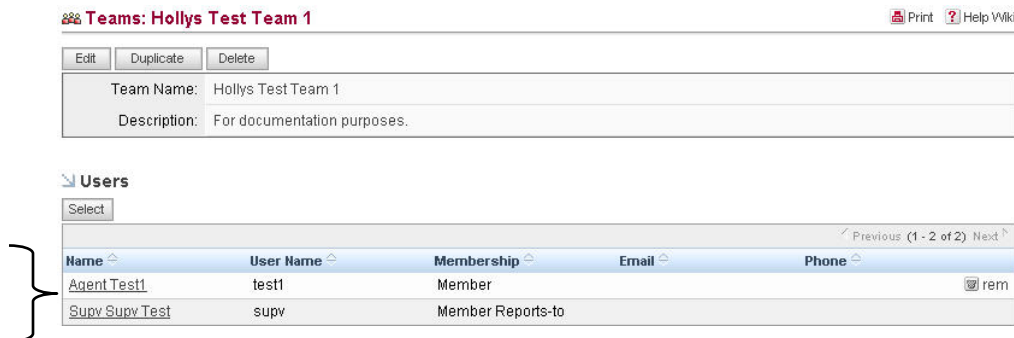 Teams: Hollys Test Team 1 Print ? Help Wiki
Edit Duplicate Delete
Team Name: Hollys Test Team 1
Description: For documentation purposes.
Users
Select
Previous (1 - 2 of 2) Next
Name User Name Membership Email Phone
Agent Test1 test1 Member rem
Supv Supv Test supv Member Reports-to